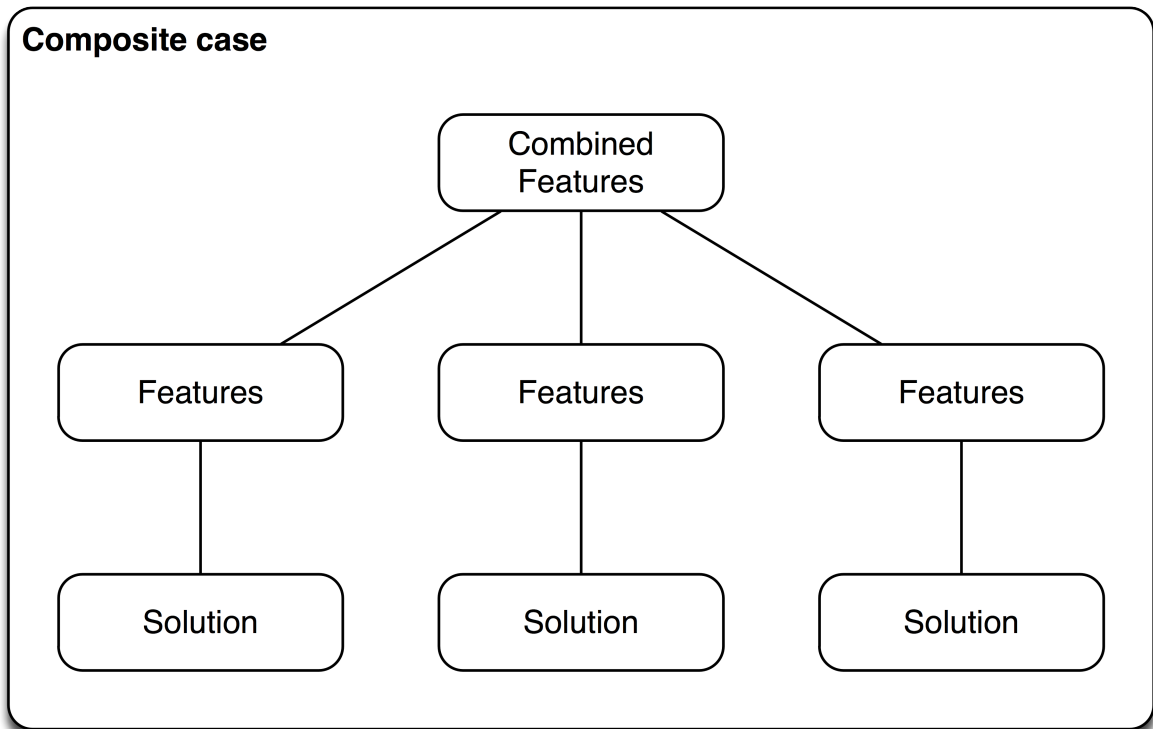 Composite case
Combined
Features
Features
Features
Features
Solution
Solution
Solution